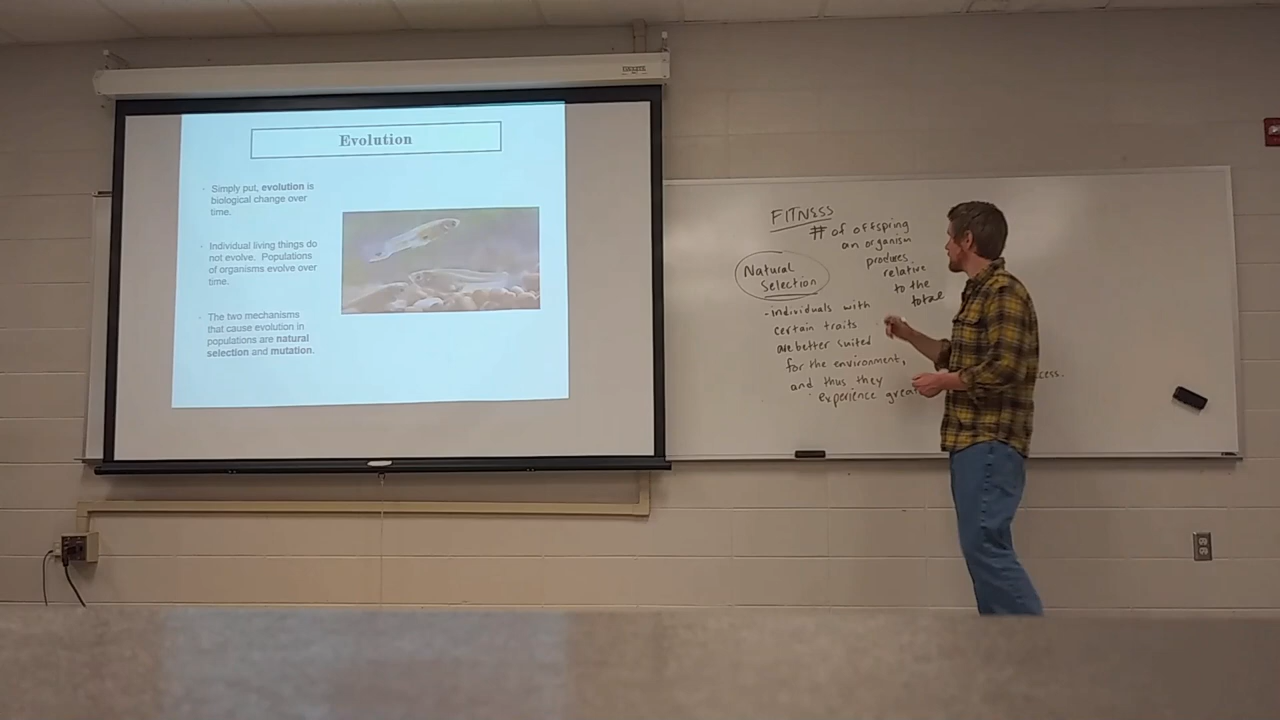 Evolution
Simply put, evolution is
biological change over
time.
Individual living things do
not evolve. Populations
of organisms evolve over
time.
The two mechanisms
that cause evolution in
populations are natural
selection and mutation.
FITNESS
# of offspring
an organism
produces
relative
to the
total
Natural
Selection
-individuals with
certain traits
are better suited
for the environment,
and thus they
experience great